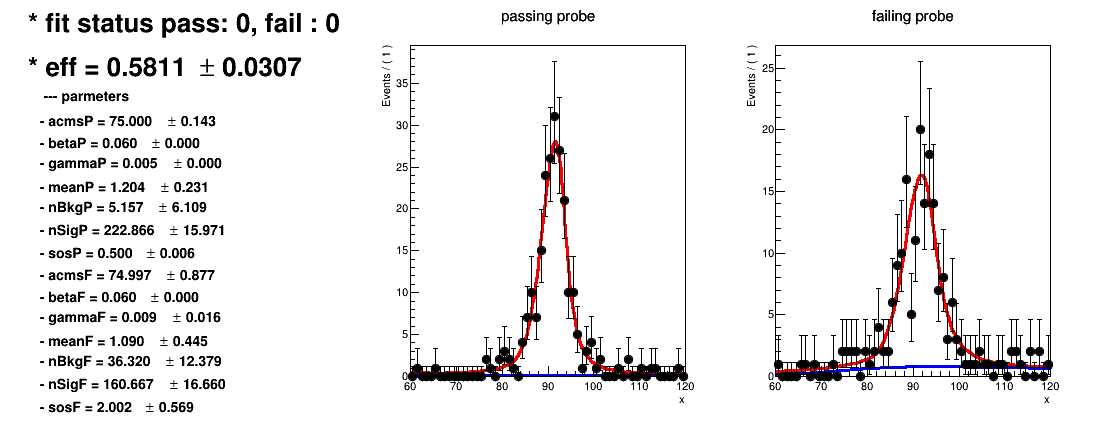 * fit status pass: 0, fail : 0
* eff = 0.5811 ± 0.0307
--- parmeters
- acmsP = 75.000 ± 0.143
- betaP = 0.060 ± 0.000
- gammaP = 0.005 ± 0.000
- meanP = 1.204 ± 0.231
- nBkgP = 5.157 ± 6.109
- nSigP = 222.866 ± 15.971
- sosP = 0.500 ± 0.006
- acmsF = 74.997 ± 0.877
- betaF = 0.060 ± 0.000
- gammaF = 0.009 ± 0.016
- meanF = 1.090 ± 0.445
- nBkgF = 36.320 ± 12.379
- nSigF = 160.667 ± 16.660
- sosF = 2.002 ± 0.569
passing probe
Events / ( 1 )
35
30
25
20
15
10
5
0
60 70 80 90 100 110 120
x
failing probe
Events / ( 1 )
25
20
15
10
5
0
60 70 80 90 100 110 120
x